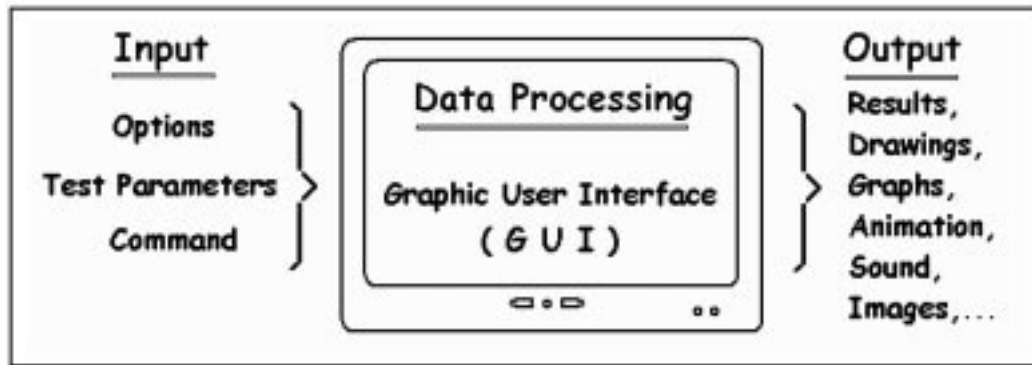 Input
Options
Test Parameters
Command
Data Processing
Graphic User Interface
( G U I )
Output
Results,
Drawings,
Graphs,
Animation,
Sound,
Images,...